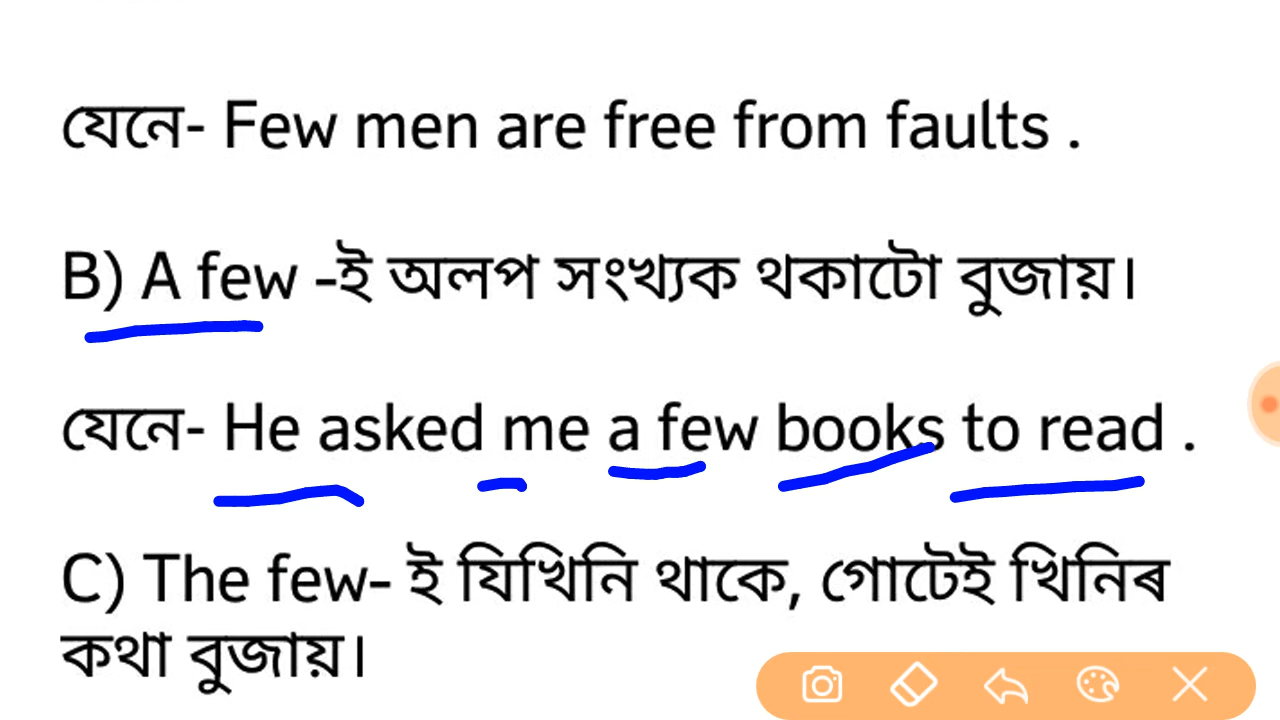 যেনে- Few men are free from faults .
B) A few -ই অলপ সংখ্যক থকাটো বুজায়।
যেনে- He asked me a few books to read .
C) The few- ই যিখিনি থাকে, গোটেই খিনিৰ
কথা বুজায়।